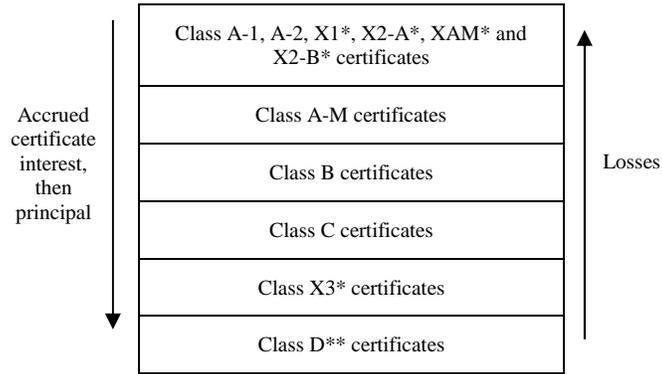 Class A-1, A-2, X1*, X2-A*, XAM* and
X2-B* certificates
Class A-M certificates
Class B certificates
Class C certificates
Class X3* certificates
Class D** certificates
Accrued
certificate
interest,
then
principal
Losses